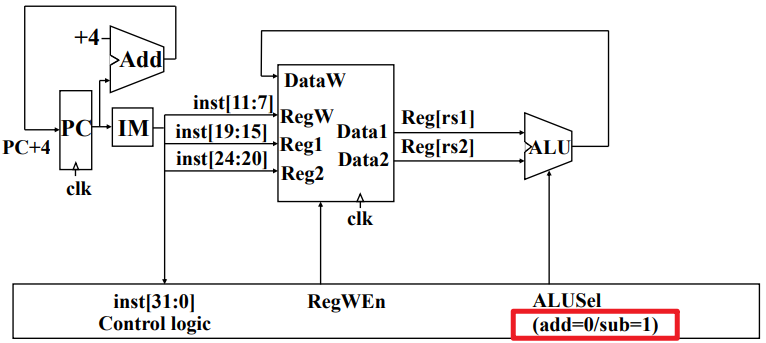 +4
Add
DataW
inst[11:7]
RegW
PC
IM
inst[19:15]
Data1
Reg[rs1]
Reg1
ALU
PC+4
inst[24:20]
Data2
Reg[rs2]
Reg2
clk
clk
inst[31:0]
RegWEn
ALUSel
Control logic
(add=0/sub=1)